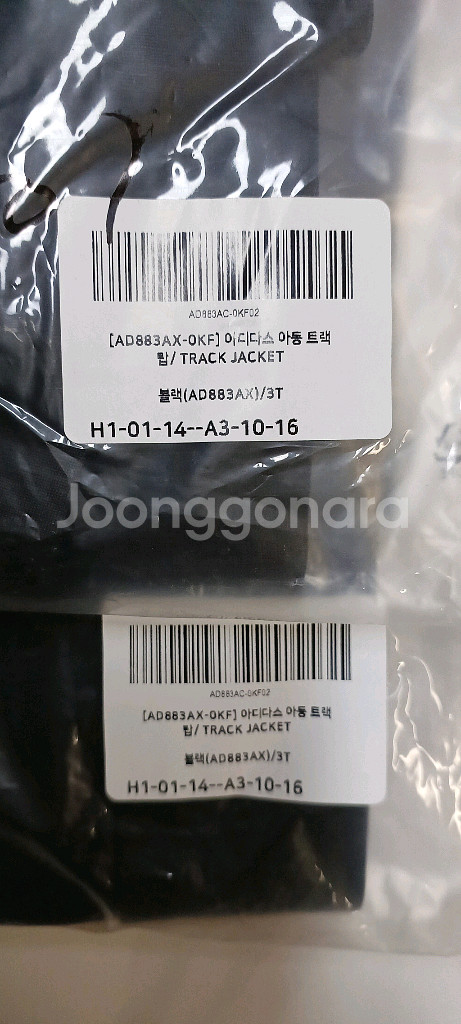 AD883AC-0KF02
[AD883AX-0KF] 아디다스 아동 트랙
탑/ TRACK JACKET
블랙(AD883AX)/3T
H1-01-14--A3-10-16
Joonggonara
AD883AC-0KF02
[AD883AX-0KF] 아디다스 아동 트랙
탑/ TRACK JACKET
블랙(AD883AX)/3T
H1-01-14--A3-10-16